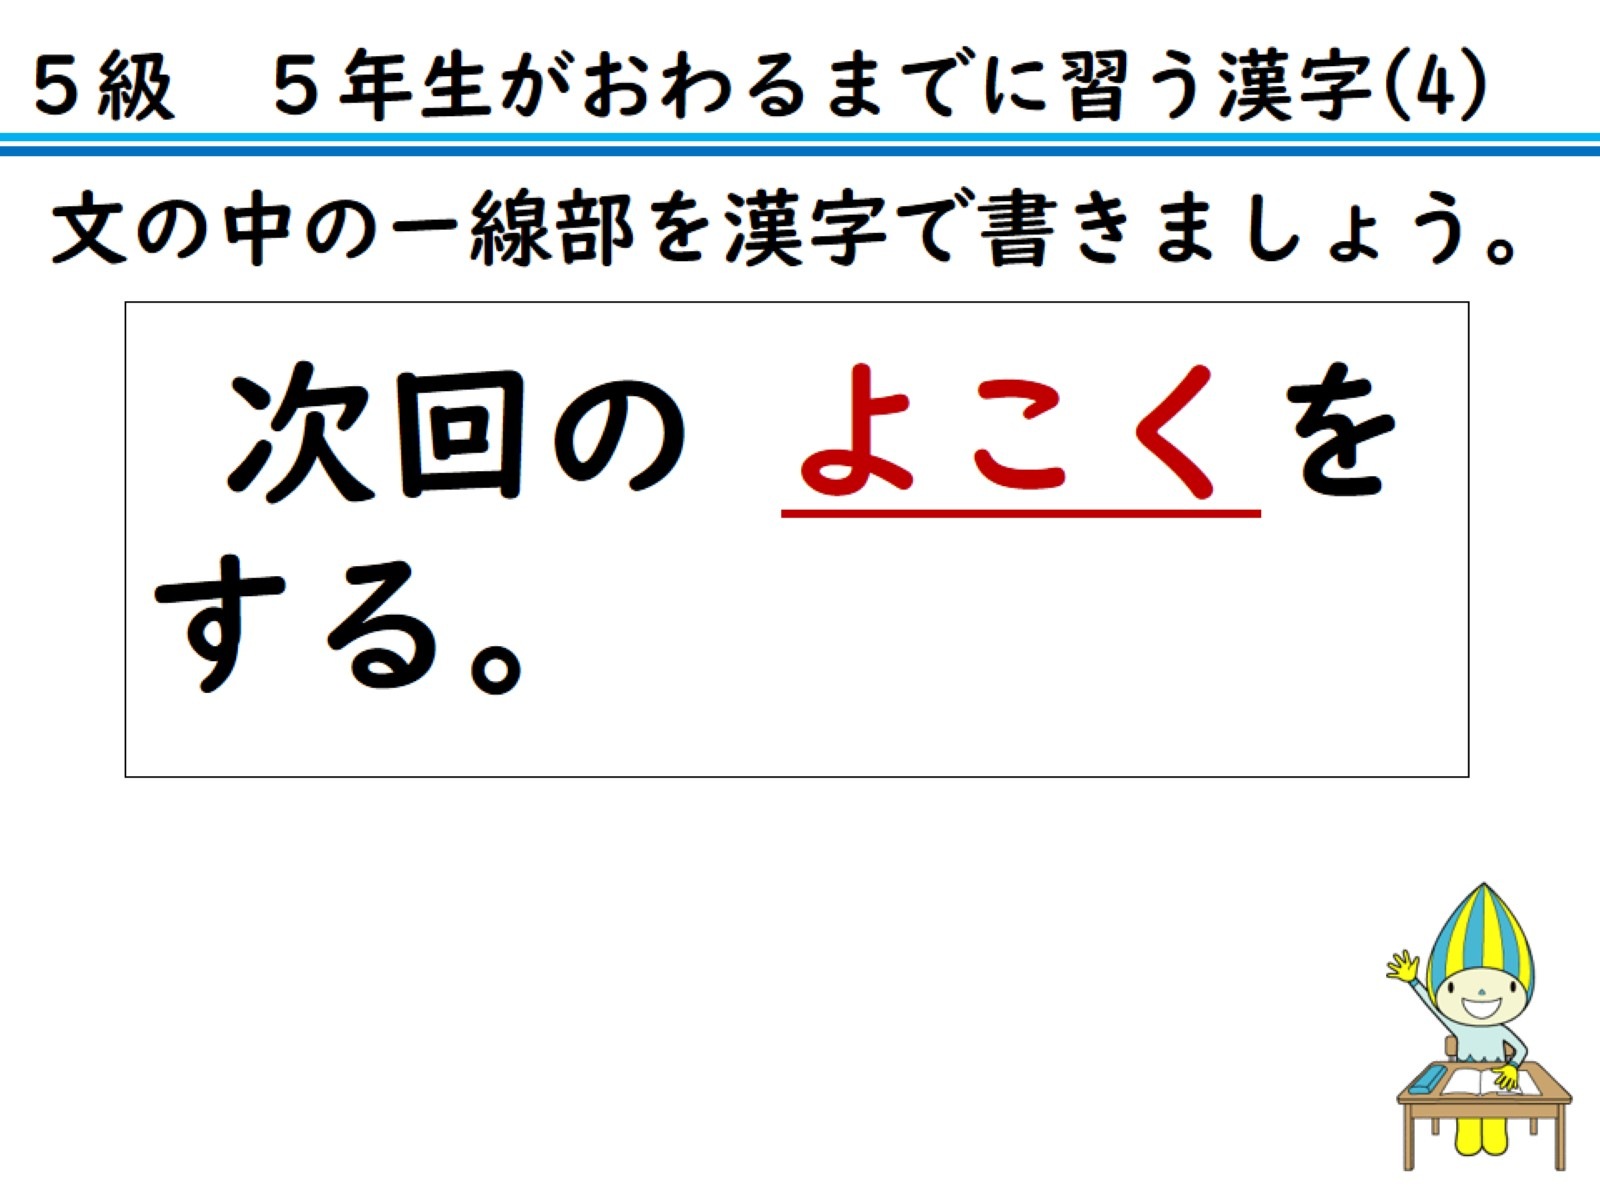 ５級　５年生がおわるまでに習う漢字(4)
文の中の一線部を漢字で書きましょう。
次回の よこくを
する。